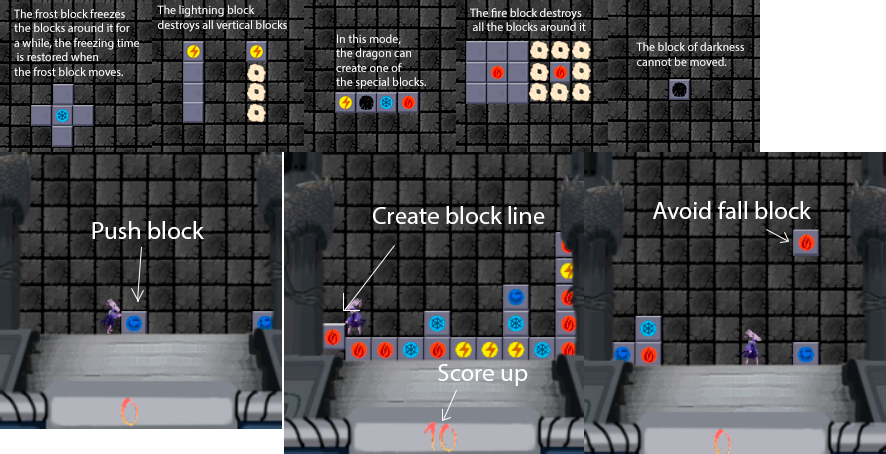 The frost block freezes
the blocks around it for
a while, the freezing time
is restored when
the frost block moves.
The lightning block
destroys all vertical blocks
In this mode,
the dragon can
create one of
the special blocks.
The fire block destroys
all the blocks around it
The block of darkness
cannot be moved.
Push block
Create block line
Avoid fall block
Score up
0
10
0